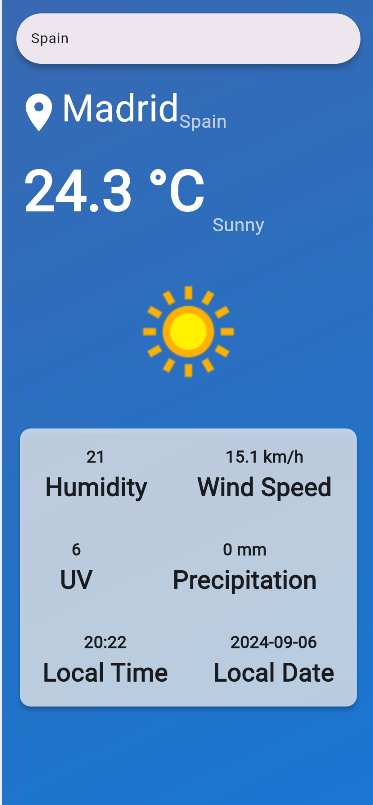 Spain
Madrid Spain
24.3 °C Sunny
21 15.1 km/h
Humidity Wind Speed
6 0 mm
UV Precipitation
20:22 2024-09-06
Local Time Local Date